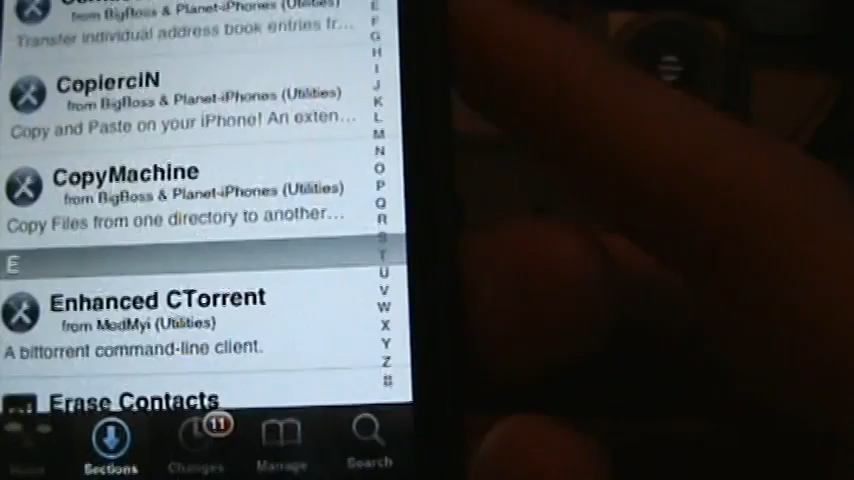 from BigBoss & Planet-iPhones (Utilities)
Transfer individual address book entries fr...
CopierciN
from BigBoss & Planet-iPhones (Utilities)
Copy and Paste on your iPhone! An exten...
CopyMachine
from BigBoss & Planet-iPhones (Utilities)
Copy Files from one directory to another...
E
Enhanced CTorrent
from ModMyi (Utilities)
A bittorrent command-line client.
Erase Contacts
E
F
G
H
I
J
K
L
M
N
O
P
Q
R
S
T
U
V
W
X
Y
Z
#
11
Sections
Changes
Manage
Search